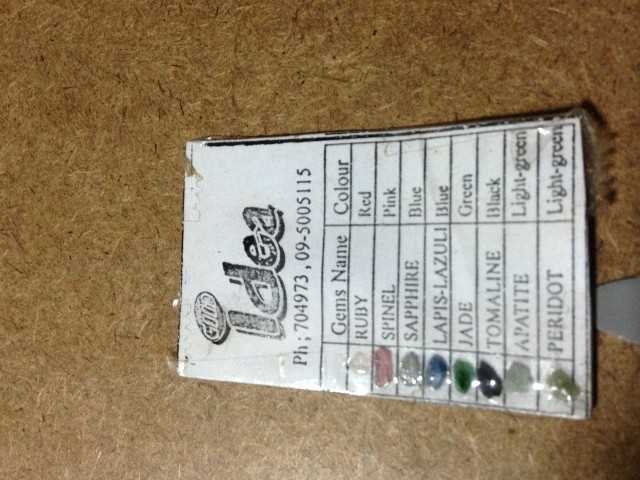 Idea
Ph; 704973, 09-5005115
Gems Name Colour
RUBY Red
SPINEL Pink
SAPPHIRE Blue
LAPIS-LAZULI Blue
JADE Green
TOMALINE Black
APATITE Light-green
PERIDOT Light-green